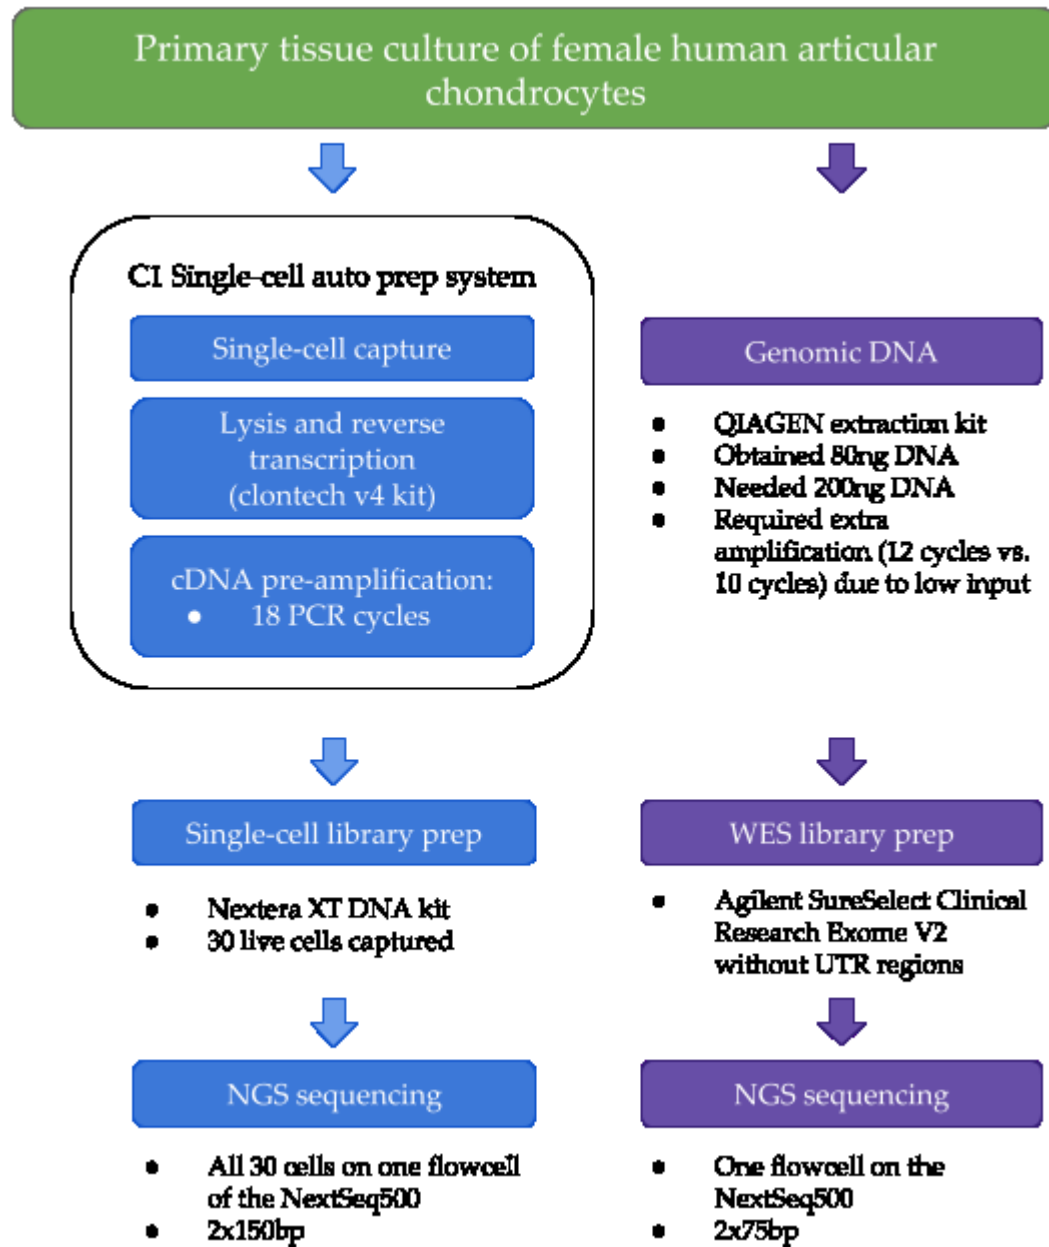 Primary tissue culture of female human articular
chondrocytes
C1 Single-cell auto prep system
Single-cell capture
Lysis and reverse
transcription
(clontech v4 kit)
cDNA pre-amplification:
● 18 PCR cycles
Single-cell library prep
● Nextera XT DNA kit
● 30 live cells captured
NGS sequencing
● All 30 cells on one flowcell
of the NextSeq500
● 2x150bp
Genomic DNA
● QIAGEN extraction kit
● Obtained 80ng DNA
● Needed 200ng DNA
● Required extra
amplification (12 cycles vs.
10 cycles) due to low input
WES library prep
● Agilent SureSelect Clinical
Research Exome V2
without UTR regions
NGS sequencing
● One flowcell on the
NextSeq500
● 2x75bp